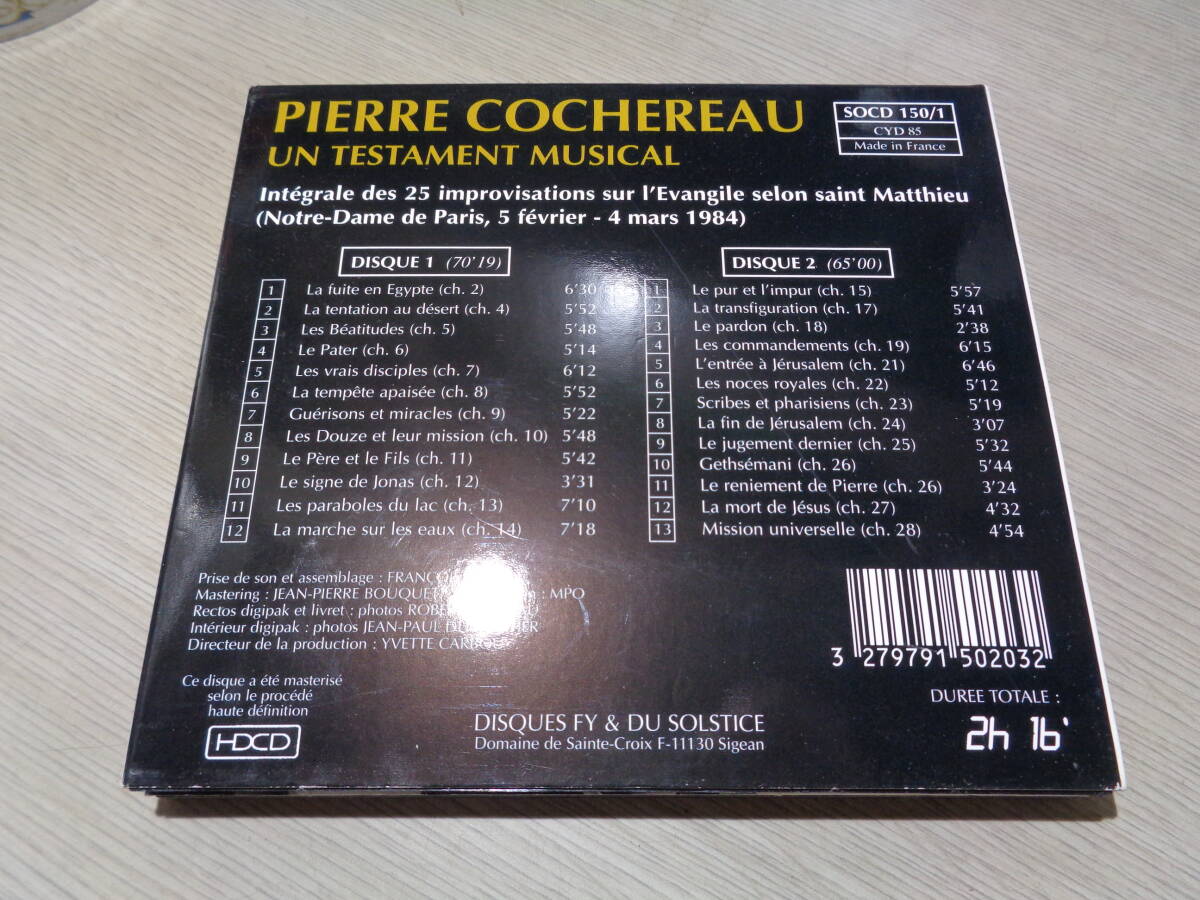 PIERRE COCHEREAU
UN TESTAMENT MUSICAL
SOCD 150/1
CYD 85
Made in France
Intégrale des 25 improvisations sur l'Evangile selon saint Matthieu
(Notre-Dame de Paris, 5 février - 4 mars 1984)
DISQUE 1 (70'19)
1 La fuite en Egypte (ch. 2) 6'30
2 La tentation au désert (ch. 4) 5'52
3 Les Béatitudes (ch. 5) 5'48
4 Le Pater (ch. 6) 5'14
5 Les vrais disciples (ch. 7) 6'12
6 La tempête apaisée (ch. 8) 5'52
7 Guérisons et miracles (ch. 9) 5'22
8 Les Douze et leur mission (ch. 10) 5'48
9 Le Père et le Fils (ch. 11) 5'42
10 Le signe de Jonas (ch. 12) 3'31
11 Les paraboles du lac (ch. 13) 7'10
12 La marche sur les eaux (ch. 14) 7'18
DISQUE 2 (65'00)
1 Le pur et l'impur (ch. 15) 5'57
2 La transfiguration (ch. 17) 5'41
3 Le pardon (ch. 18) 2'38
4 Les commandements (ch. 19) 6'15
5 L'entrée à Jérusalem (ch. 21) 6'46
6 Les noces royales (ch. 22) 5'12
7 Scribes et pharisiens (ch. 23) 5'19
8 La fin de Jérusalem (ch. 24) 3'07
9 Le jugement dernier (ch. 25) 5'32
10 Gethsémani (ch. 26) 5'44
11 Le reniement de Pierre (ch. 26) 3'24
12 La mort de Jésus (ch. 27) 4'32
13 Mission universelle (ch. 28) 4'54
Prise de son et assemblage :
Mastering : JEAN-PIERRE BOUQUET : MPO
Rectos digipak et livret : photos
Intérieur digipak : photos JEAN-PAUL
Directeur de la production : YVETTE
Ce disque a été masterisé
selon le procédé
haute définition
HDCD
DISQUES FY & DU SOLSTICE
Domaine de Sainte-Croix F-11130 Sigean
3 279791 502032
DUREE TOTALE :
2h 16'